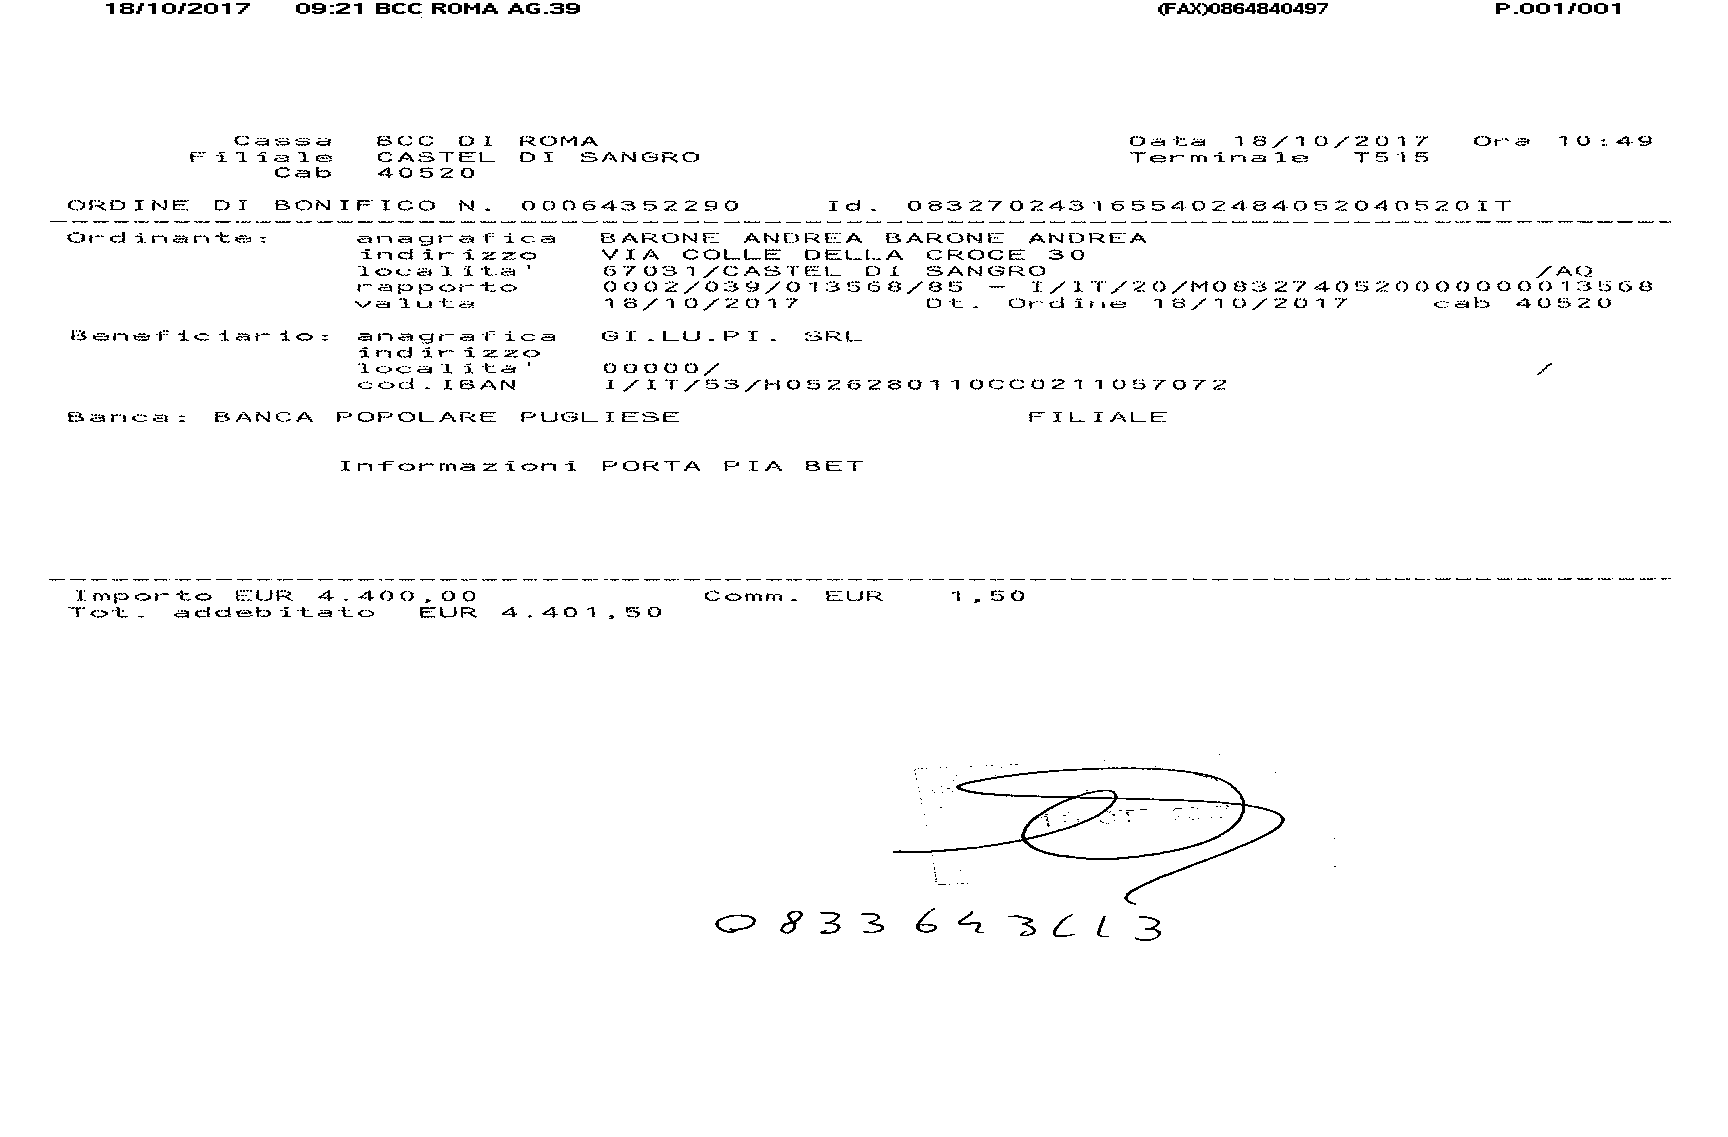 18/10/2017 09:21 BCC ROMA AG.39 (FAX)0864840497 P.001/001
Cassa BCC DI ROMA Data 18/10/2017 Ora 10:49
Filiale CASTEL DI SANGRO Terminale T515
Cab 40520
ORDINE DI BONIFICO N. 00064352290 Id. 0832702431655402484052040520IT
Ordinante: anagrafica BARONE ANDREA BARONE ANDREA
indirizzo VIA COLLE DELLA CROCE 30
localita' 67031/CASTEL DI SANGRO /AQ
rapporto 0002/039/013568/85 - I/IT/20/M0832740520000000013568
valuta 18/10/2017 Dt. Ordine 18/10/2017 cab 40520
Beneficiario: anagrafica GI.LU.PI. SRL
indirizzo
localita' 00000/ /
cod.IBAN I/IT/53/H0526280110CC0211057072
Banca: BANCA POPOLARE PUGLIESE FILIALE
Informazioni PORTA PIA BET
Importo EUR 4.400,00 Comm. EUR 1,50
Tot. addebitato EUR 4.401,50